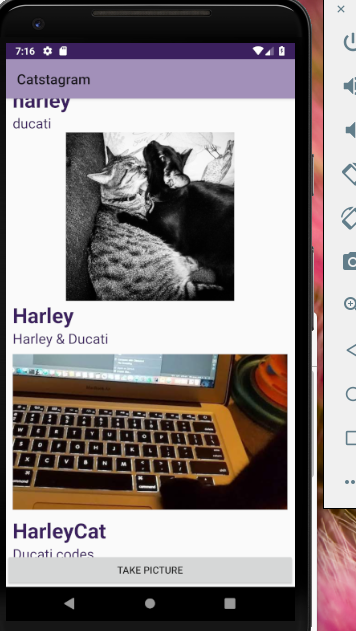 7:16
Catstagram
harley
ducati
Harley
Harley & Ducati
HarleyCat
Ducati codes
TAKE PICTURE